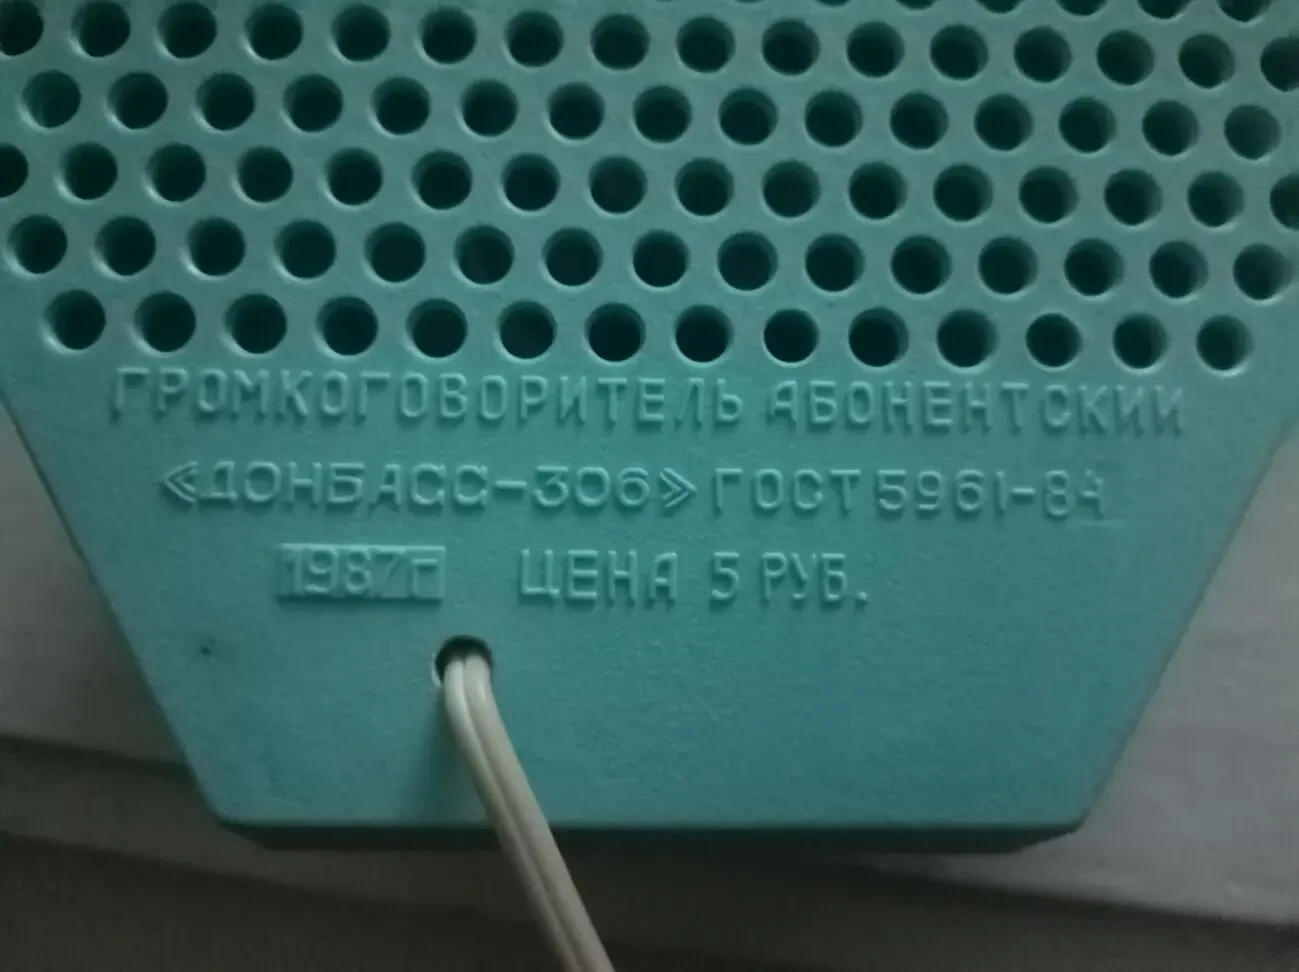 ГРОМКОГОВОРИТЕЛЬ АБОНЕНТСКИЙ
«ДОНБАСС-306» ГОСТ 5961-84
1987г ЦЕНА 5 РУБ.